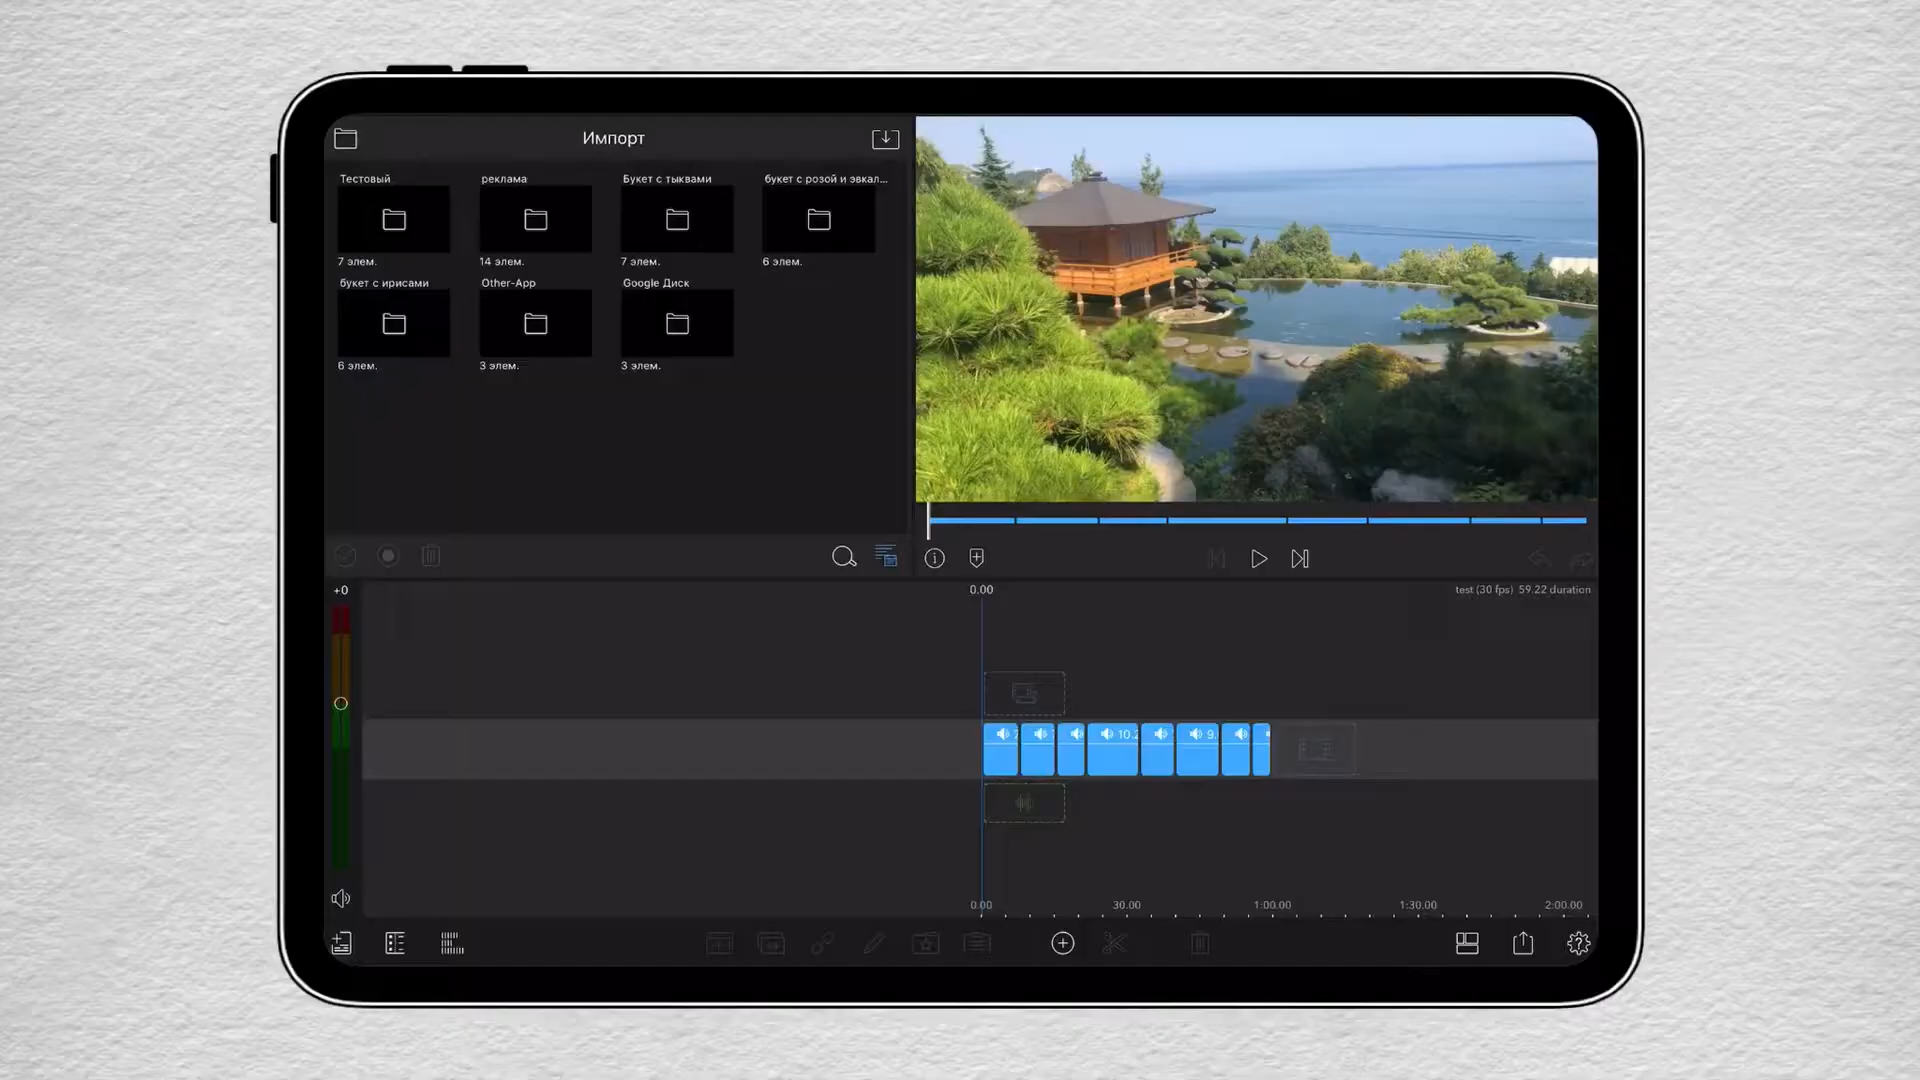 Импорт
Тестовый
реклама
Букет с тыквами
букет с розой и эвкал...
7 элем.
14 элем.
7 элем.
6 элем.
букет с ирисами
Other-App
Google Диск
6 элем.
3 элем.
3 элем.
+0
0.00
test (30 fps) 59.22 duration
10.2
9.
0.00
30.00
1:00.00
1:30.00
2:00.00